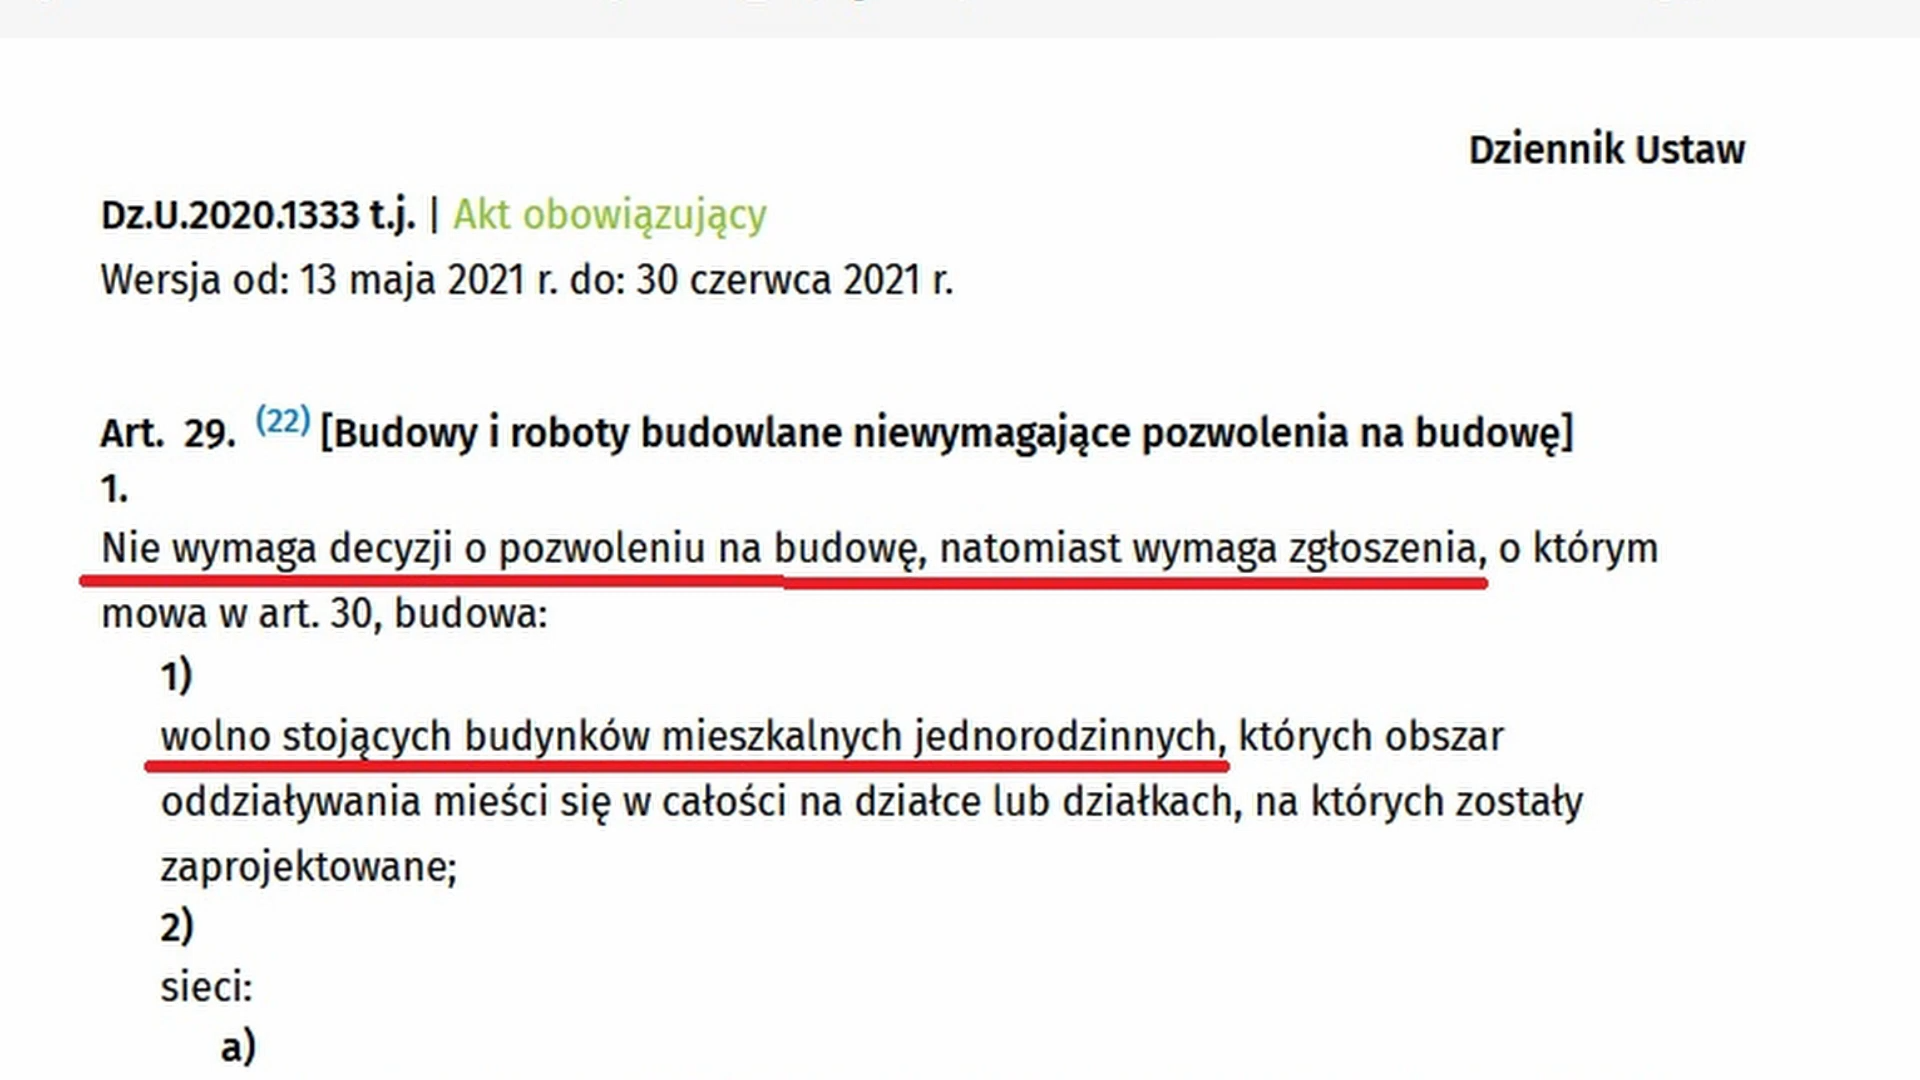 Dziennik Ustaw
Dz.U.2020.1333 t.j. | Akt obowiązujący
Wersja od: 13 maja 2021 r. do: 30 czerwca 2021 r.
Art. 29. (22) [Budowy i roboty budowlane niewymagające pozwolenia na budowę]
1.
Nie wymaga decyzji o pozwoleniu na budowę, natomiast wymaga zgłoszenia, o którym
mowa w art. 30, budowa:
1)
wolno stojących budynków mieszkalnych jednorodzinnych, których obszar
oddziaływania mieści się w całości na działce lub działkach, na których zostały
zaprojektowane;
2)
sieci:
a)